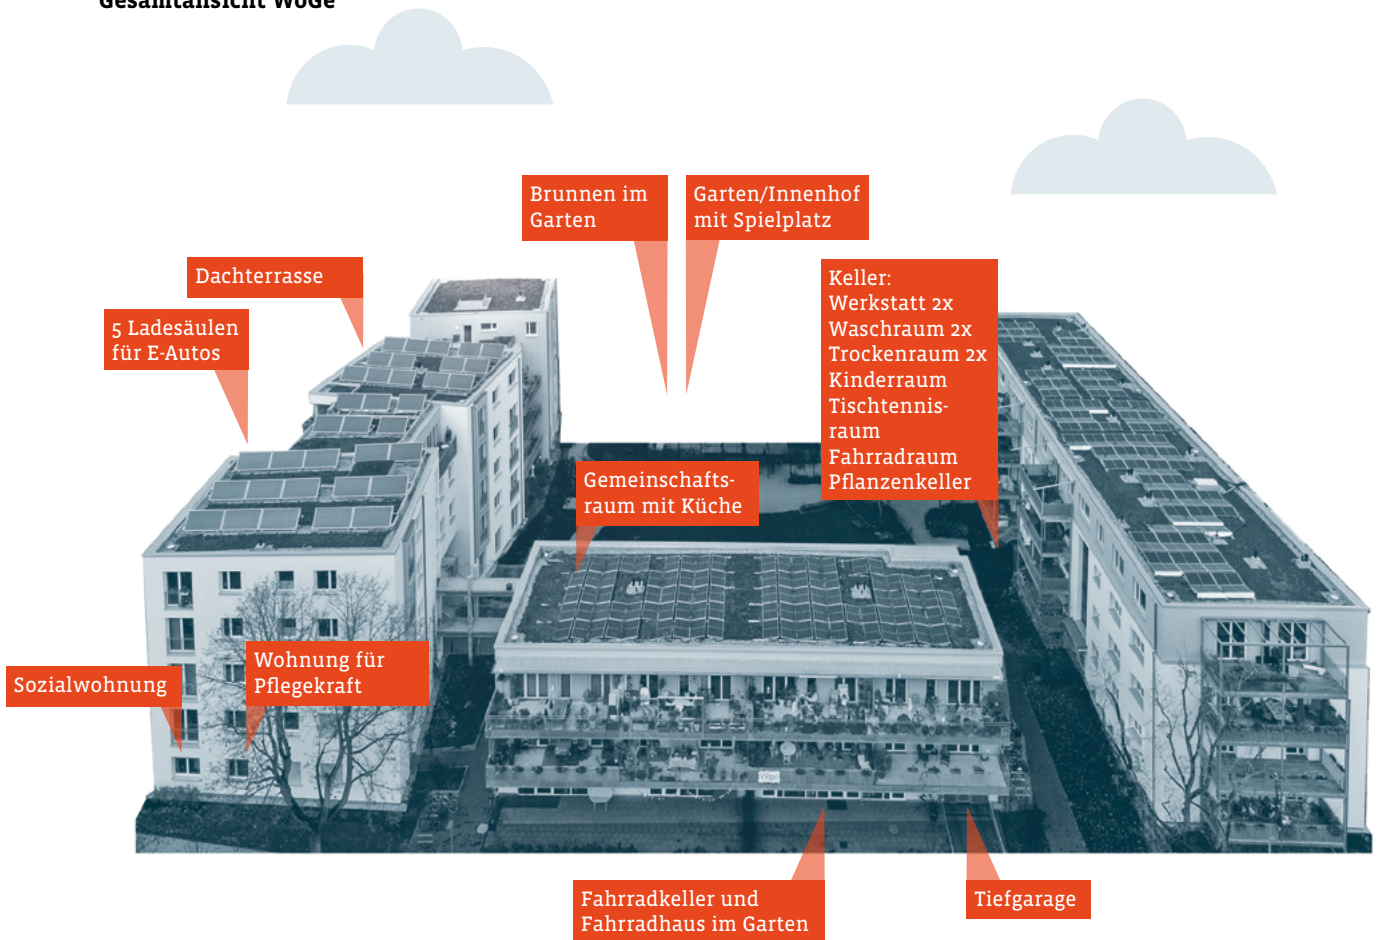 Gesamtansicht WoGe
Brunnen im
Garten
Garten/Innenhof
mit Spielplatz
Dachterrasse
5 Ladesäulen
für E-Autos
Keller:
Werkstatt 2x
Waschraum 2x
Trockenraum 2x
Kinderraum
Tischtennis-
raum
Fahrradraum
Pflanzenkeller
Gemeinschafts-
raum mit Küche
Wohnung für
Pflegekraft
Sozialwohnung
Fahrradkeller und
Fahrradhaus im Garten
Tiefgarage